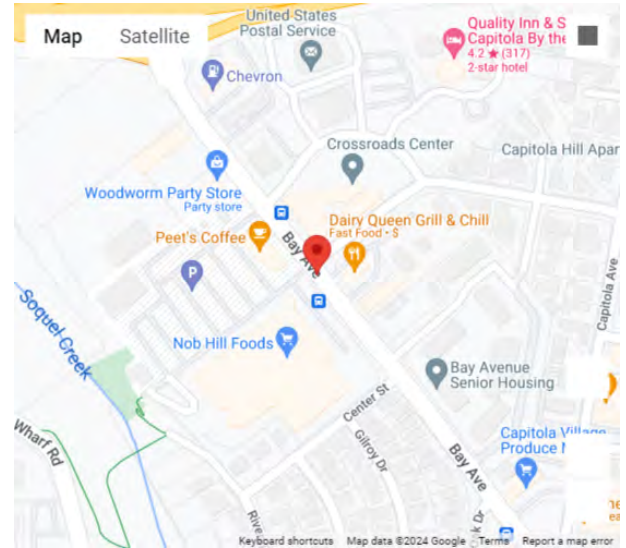 Map
Satellite
United States
Postal Service
Quality Inn & S
Capitola By the
4.2 ★ (317)
2-star hotel
Chevron
Crossroads Center
Capitola Hill Apar
Woodworm Party Store
Party store
Peet's Coffee
Bay Ave
Dairy Queen Grill & Chill
Fast Food • $
P
Capitola Ave
Soquel Creek
Nob Hill Foods
Bay Avenue
Senior Housing
Center St
Gilroy Dr
Wharf Rd
Bay Ave
Capitola Village
Produce M
Rive
k Dr
Keyboard shortcuts
Map data ©2024 Google
Terms
Report a map error